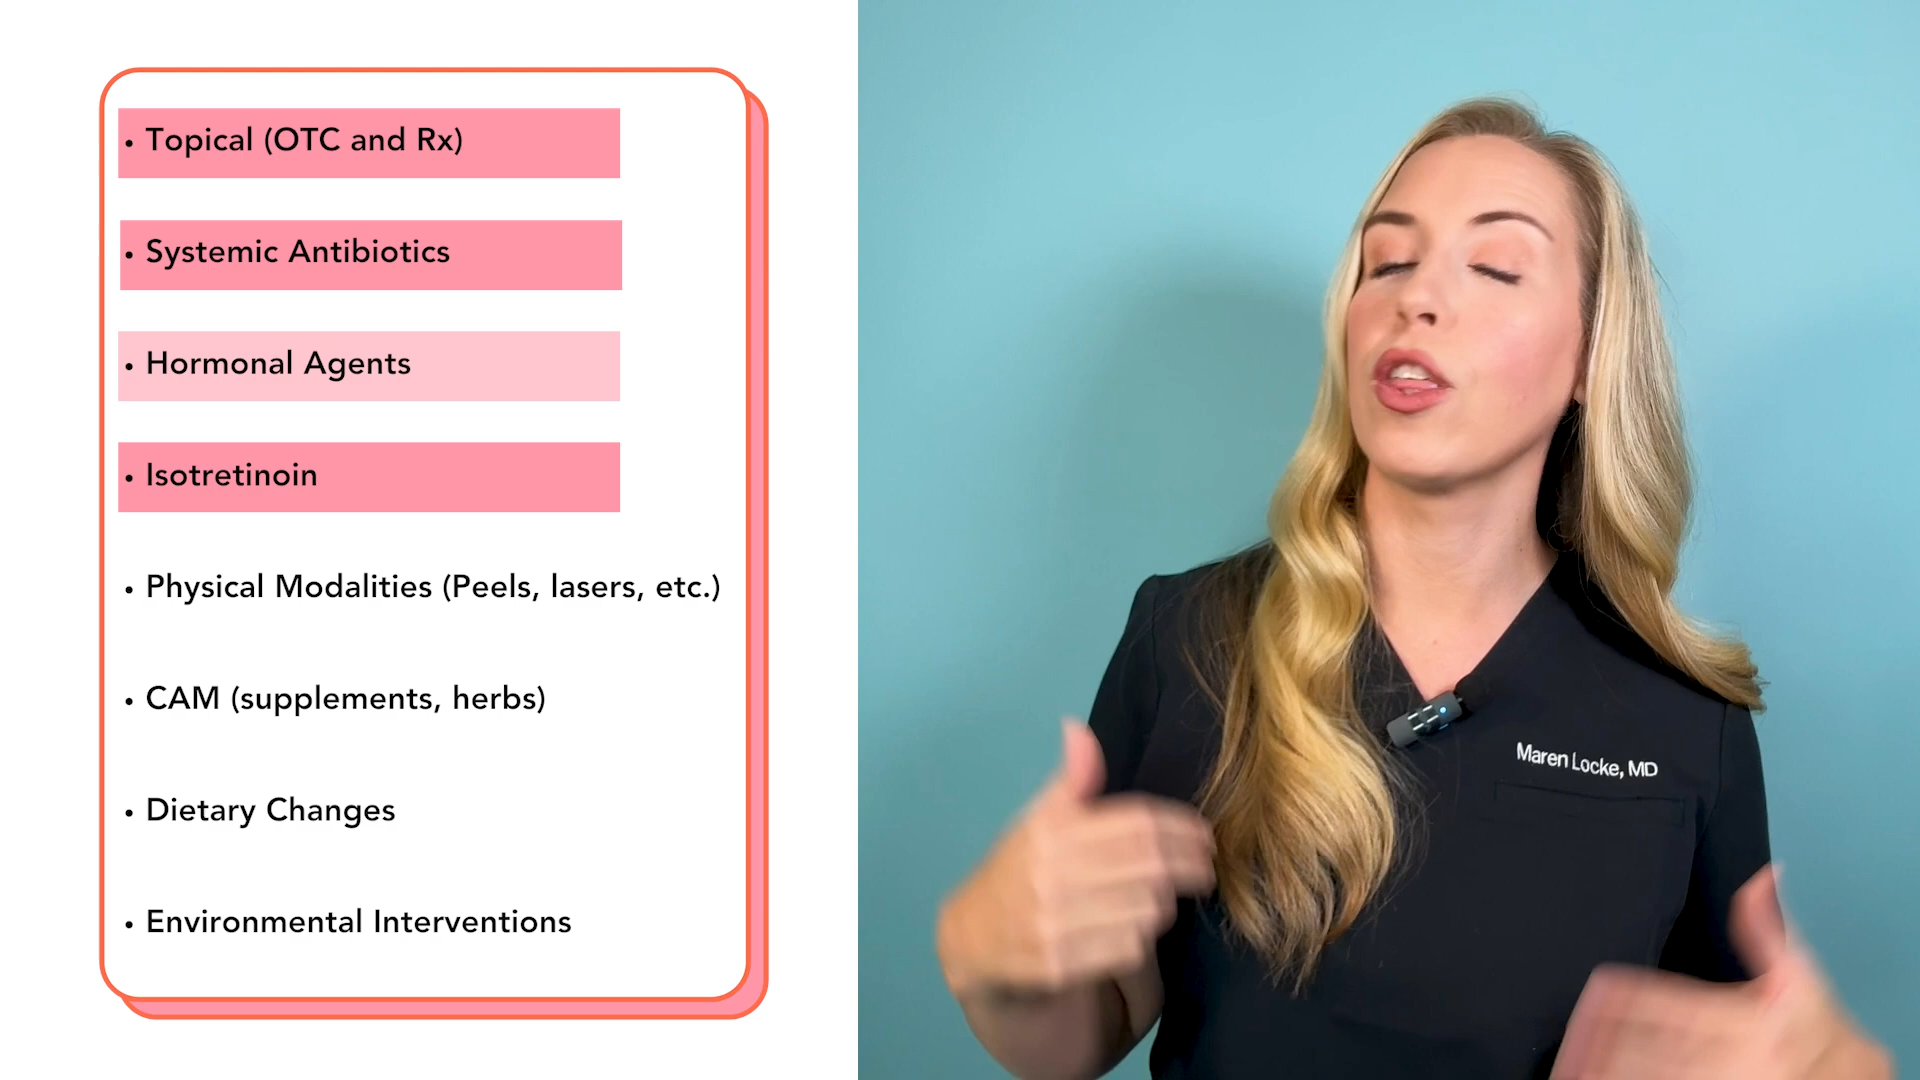 • Topical (OTC and Rx)
• Systemic Antibiotics
• Hormonal Agents
• Isotretinoin
• Physical Modalities (Peels, lasers, etc.)
• CAM (supplements, herbs)
• Dietary Changes
• Environmental Interventions
Maren Locke, MD